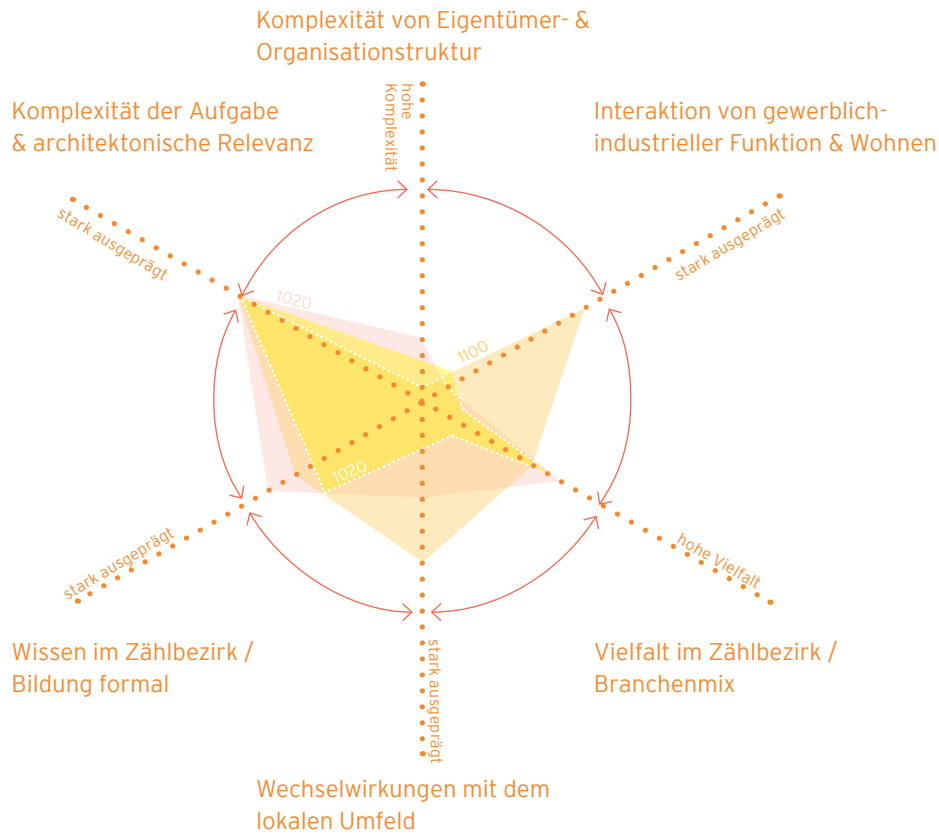 Komplexität von Eigentümer- &
Organisationstruktur
hohe
Komplexität
Komplexität der Aufgabe
& architektonische Relevanz
Interaktion von gewerblich-
industrieller Funktion & Wohnen
stark ausgeprägt
stark ausgeprägt
1020
1100
1020
stark ausgeprägt
hohe Vielfalt
Wissen im Zählbezirk /
Bildung formal
stark ausgeprägt
Vielfalt im Zählbezirk /
Branchenmix
Wechselwirkungen mit dem
lokalen Umfeld